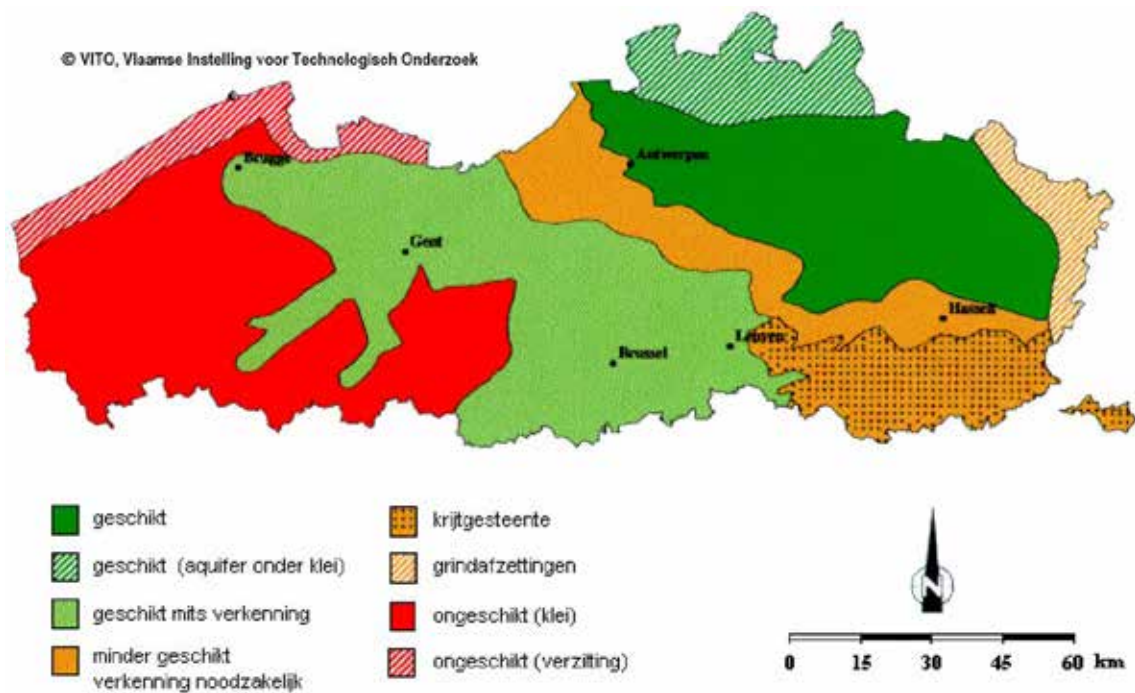 © VITO, Vlaamse Instelling voor Technologisch Onderzoek
Brugge
Antwerpen
Gent
Hasselt
Leuven
Brussel
geschikt
geschikt (aquifer onder klei)
geschikt mits verkenning
minder geschikt
verkenning noodzakelijk
krijtgesteente
grindafzettingen
ongeschikt (klei)
ongeschikt (verzilting)
N
0 15 30 45 60 km